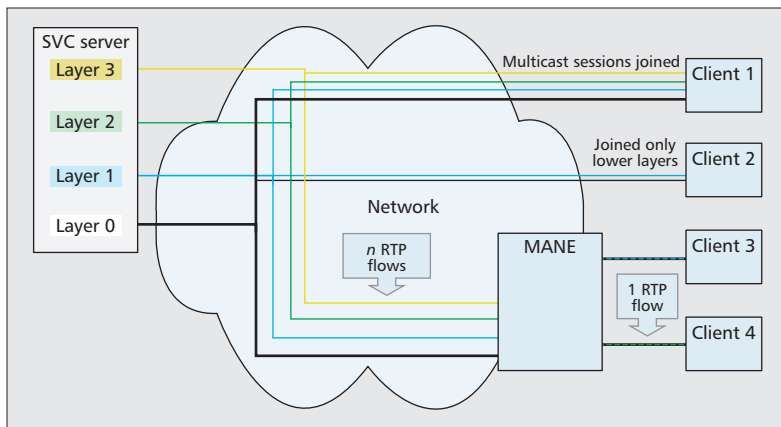 SVC server
Layer 3
Layer 2
Layer 1
Layer 0
Multicast sessions joined
Client 1
Joined only
lower layers
Client 2
Network
n RTP
flows
MANE
Client 3
1 RTP
flow
Client 4